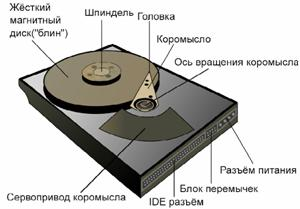 Жёсткий
магнитный
диск("блин")
Шпиндель
Головка
Коромысло
Ось вращения коромысла
Сервопривод коромысла
IDE разъём
Блок перемычек
Разъём питания